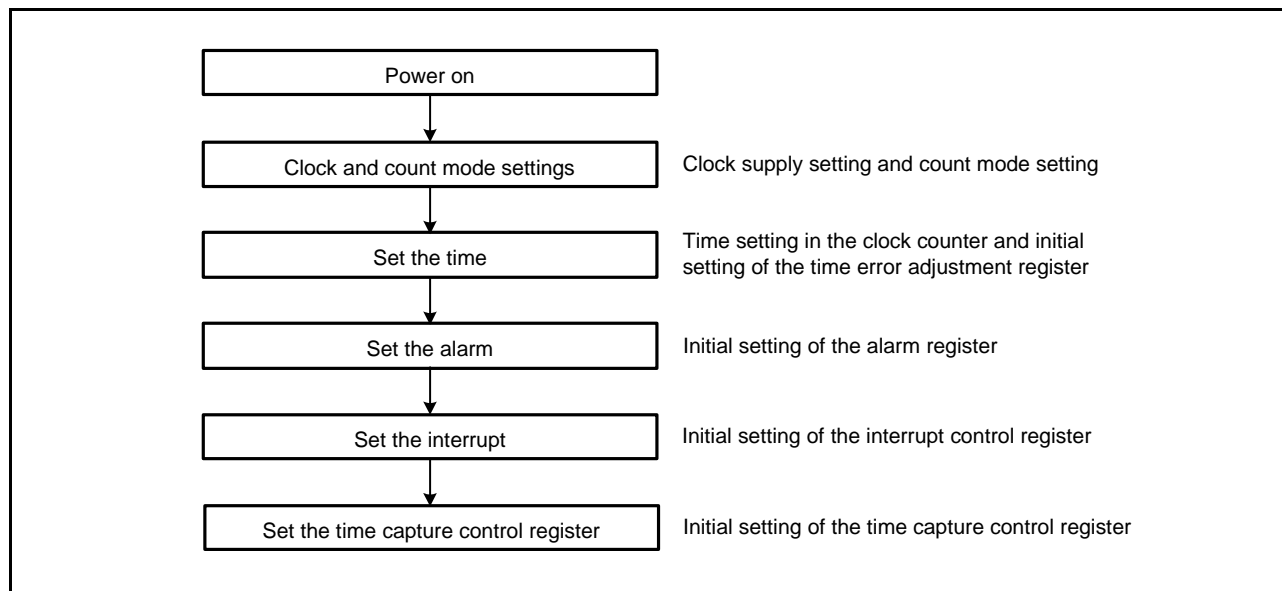 Power on
Clock and count mode settings
Clock supply setting and count mode setting
Set the time
Time setting in the clock counter and initial
setting of the time error adjustment register
Set the alarm
Initial setting of the alarm register
Set the interrupt
Initial setting of the interrupt control register
Set the time capture control register
Initial setting of the time capture control register